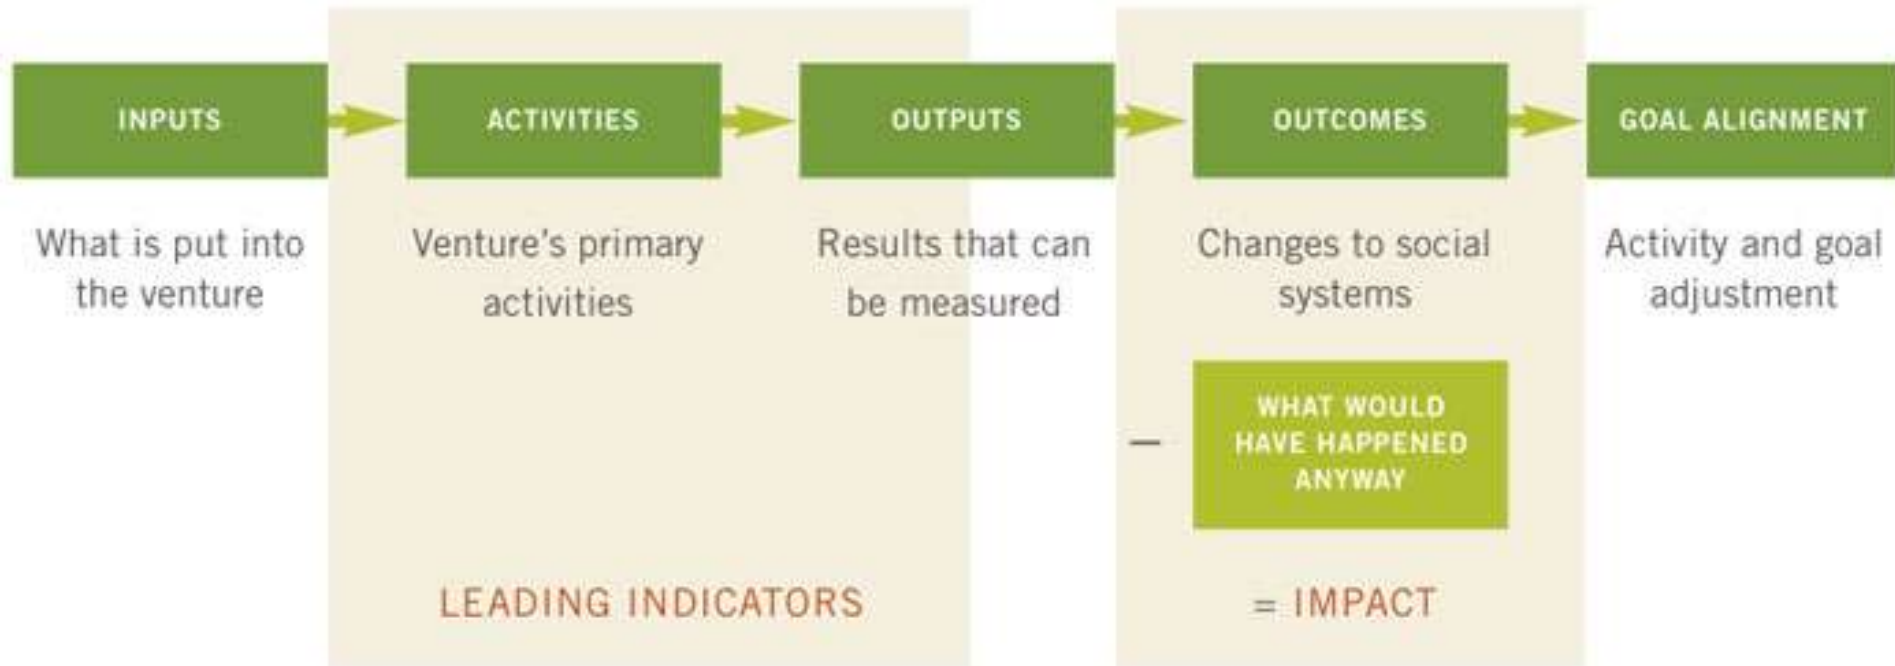 INPUTS
ACTIVITIES
OUTPUTS
OUTCOMES
GOAL ALIGNMENT
What is put into
the venture
Venture's primary
activities
Results that can
be measured
Changes to social
systems
Activity and goal
adjustment
–
WHAT WOULD
HAVE HAPPENED
ANYWAY
LEADING INDICATORS
= IMPACT